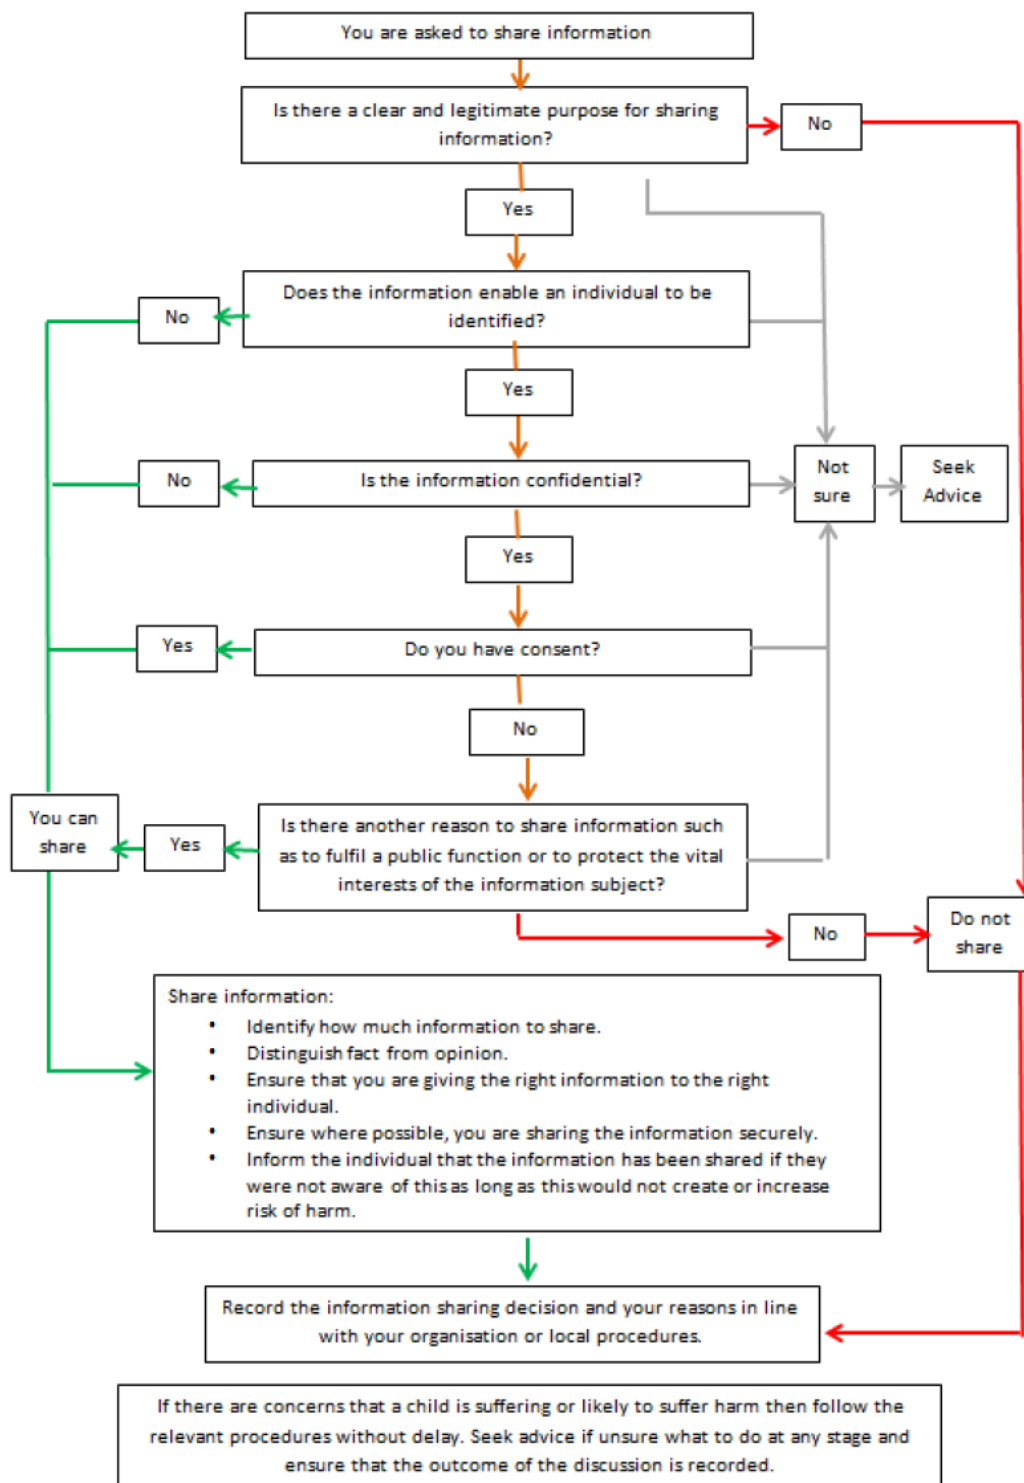 You are asked to share information
Is there a clear and legitimate purpose for sharing
information?
No
Yes
Does the information enable an individual to be
identified?
No
Yes
Is the information confidential?
No
Not
sure
Seek
Advice
Yes
Do you have consent?
Yes
No
You can
share
Yes
Is there another reason to share information such
as to fulfil a public function or to protect the vital
interests of the information subject?
No
Do not
share
Share information:
• Identify how much information to share.
• Distinguish fact from opinion.
• Ensure that you are giving the right information to the right
individual.
• Ensure where possible, you are sharing the information securely.
• Inform the individual that the information has been shared if they
were not aware of this as long as this would not create or increase
risk of harm.
Record the information sharing decision and your reasons in line
with your organisation or local procedures.
If there are concerns that a child is suffering or likely to suffer harm then follow the
relevant procedures without delay. Seek advice if unsure what to do at any stage and
ensure that the outcome of the discussion is recorded.